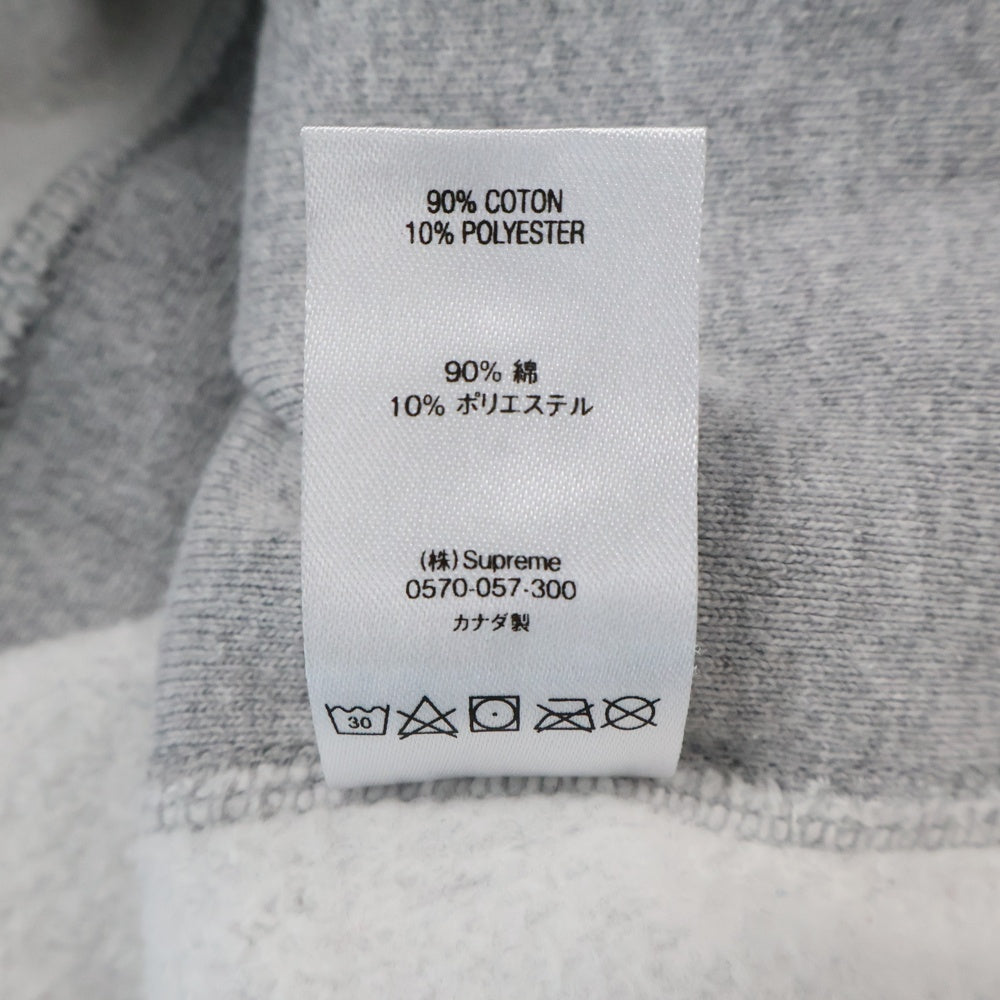 90% COTON
10% POLYESTER
90% 綿
10% ポリエステル
(株)Supreme
0570-057-300
カナダ製
30